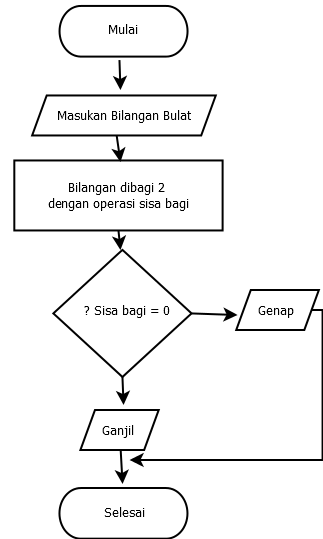 Mulai
Masukan Bilangan Bulat
Bilangan dibagi 2
dengan operasi sisa bagi
? Sisa bagi = 0
Genap
Ganjil
Selesai